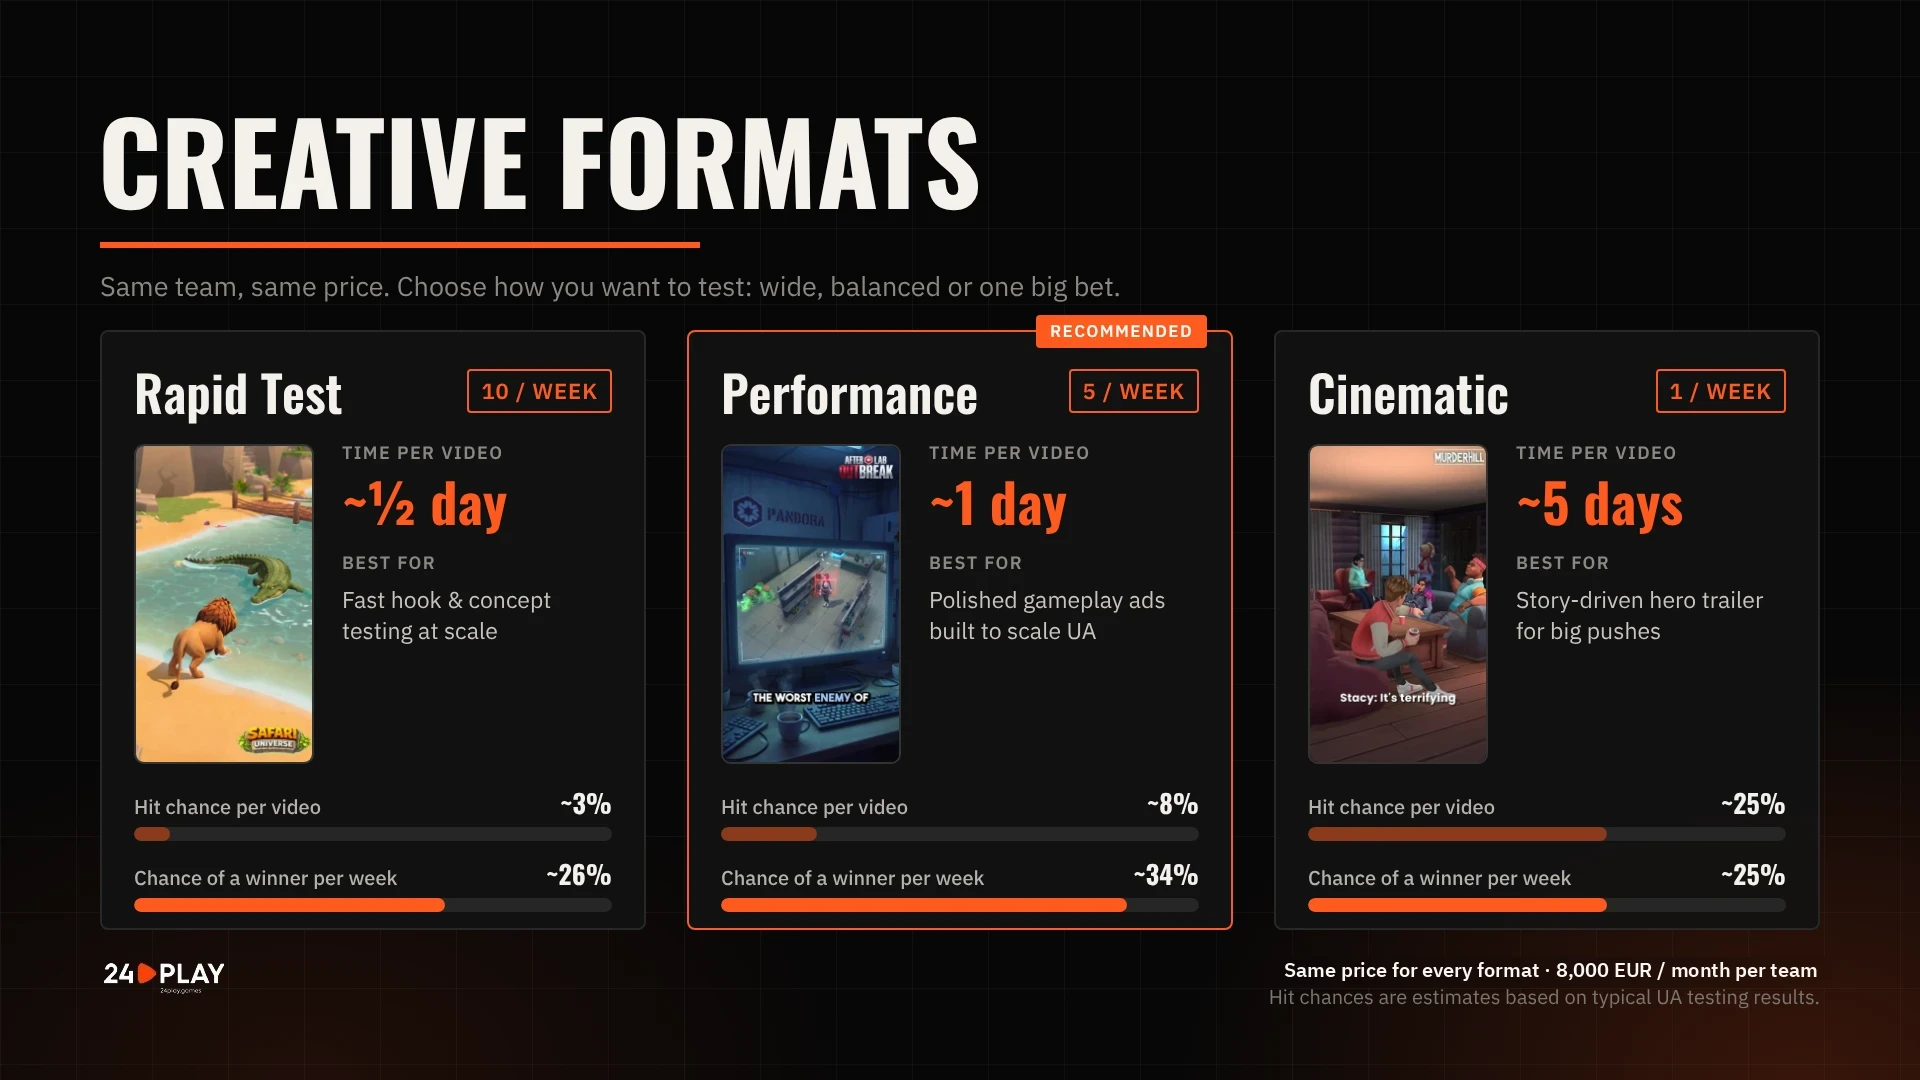 CREATIVE FORMATS
Same team, same price. Choose how you want to test: wide, balanced or one big bet.
Rapid Test
10 / WEEK
SAFARI
UNIVERSE
TIME PER VIDEO
~½ day
BEST FOR
Fast hook & concept
testing at scale
Hit chance per video
~3%
Chance of a winner per week
~26%
RECOMMENDED
Performance
5 / WEEK
AFTER LAB
OUTBREAK
PANDORA
THE WORST ENEMY OF
TIME PER VIDEO
~1 day
BEST FOR
Polished gameplay ads
built to scale UA
Hit chance per video
~8%
Chance of a winner per week
~34%
Cinematic
1 / WEEK
MURDERHILL
Stacy: It's terrifying
TIME PER VIDEO
~5 days
BEST FOR
Story-driven hero trailer
for big pushes
Hit chance per video
~25%
Chance of a winner per week
~25%
24 PLAY
24play.games
Same price for every format · 8,000 EUR / month per team
Hit chances are estimates based on typical UA testing results.